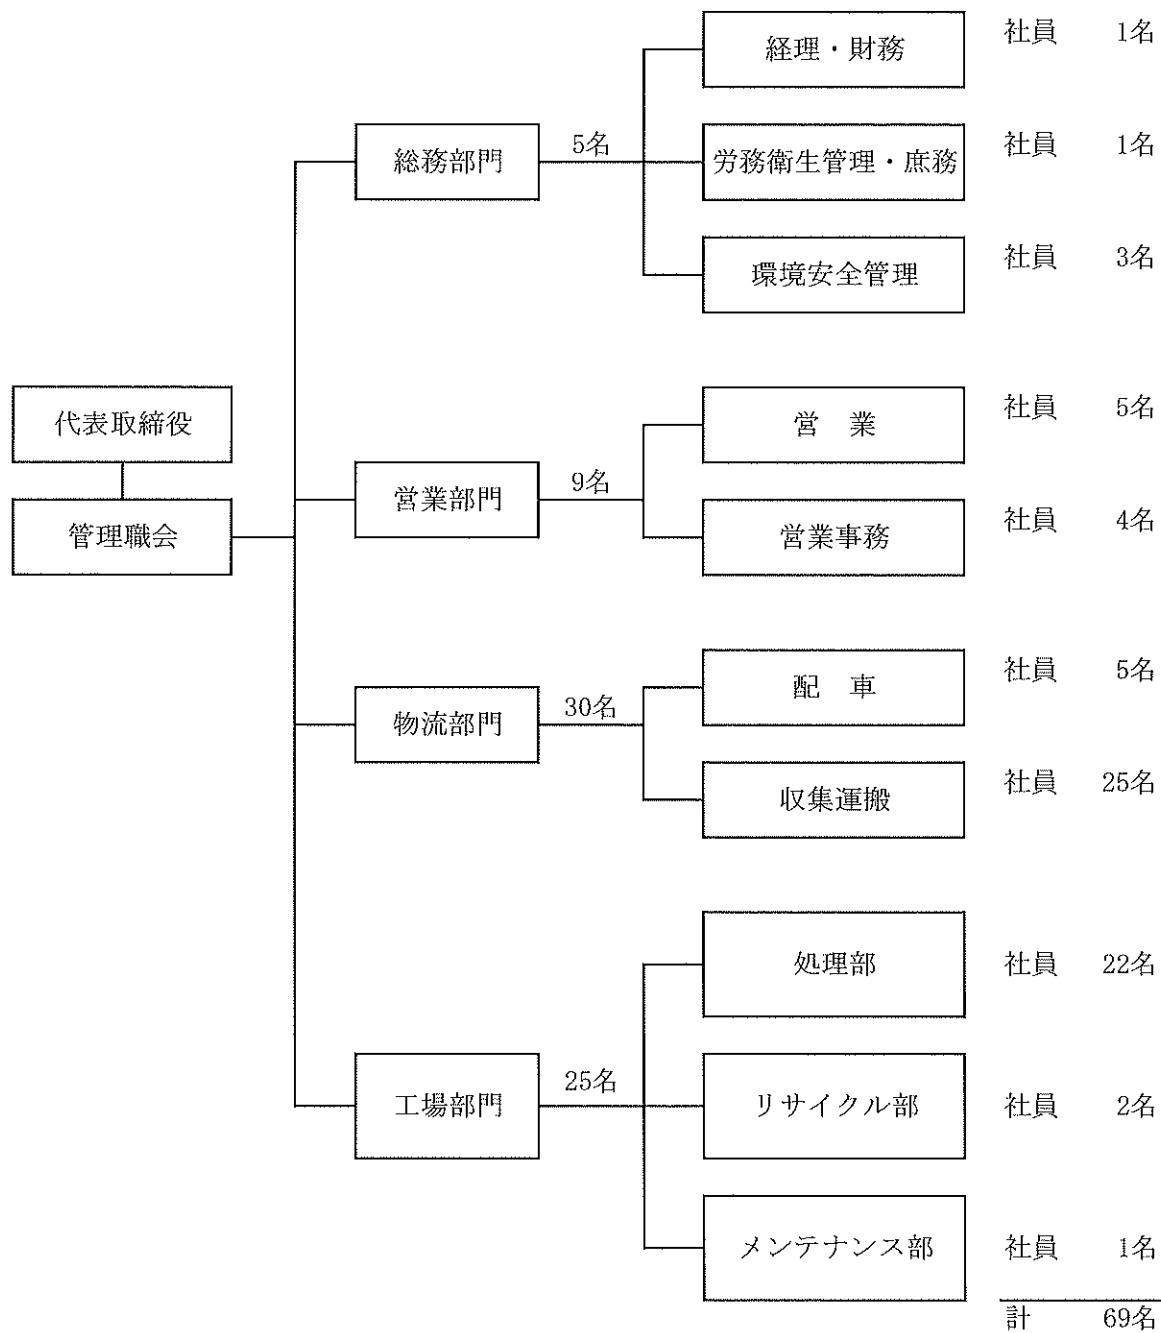 経理・財務 社員 1名
総務部門 5名 労務衛生管理・庶務 社員 1名
環境安全管理 社員 3名
代表取締役 営　業 社員 5名
営業部門 9名
管理職会 営業事務 社員 4名
配　車 社員 5名
物流部門 30名
収集運搬 社員 25名
処理部 社員 22名
工場部門 25名 リサイクル部 社員 2名
メンテナンス部 社員 1名
計 69名